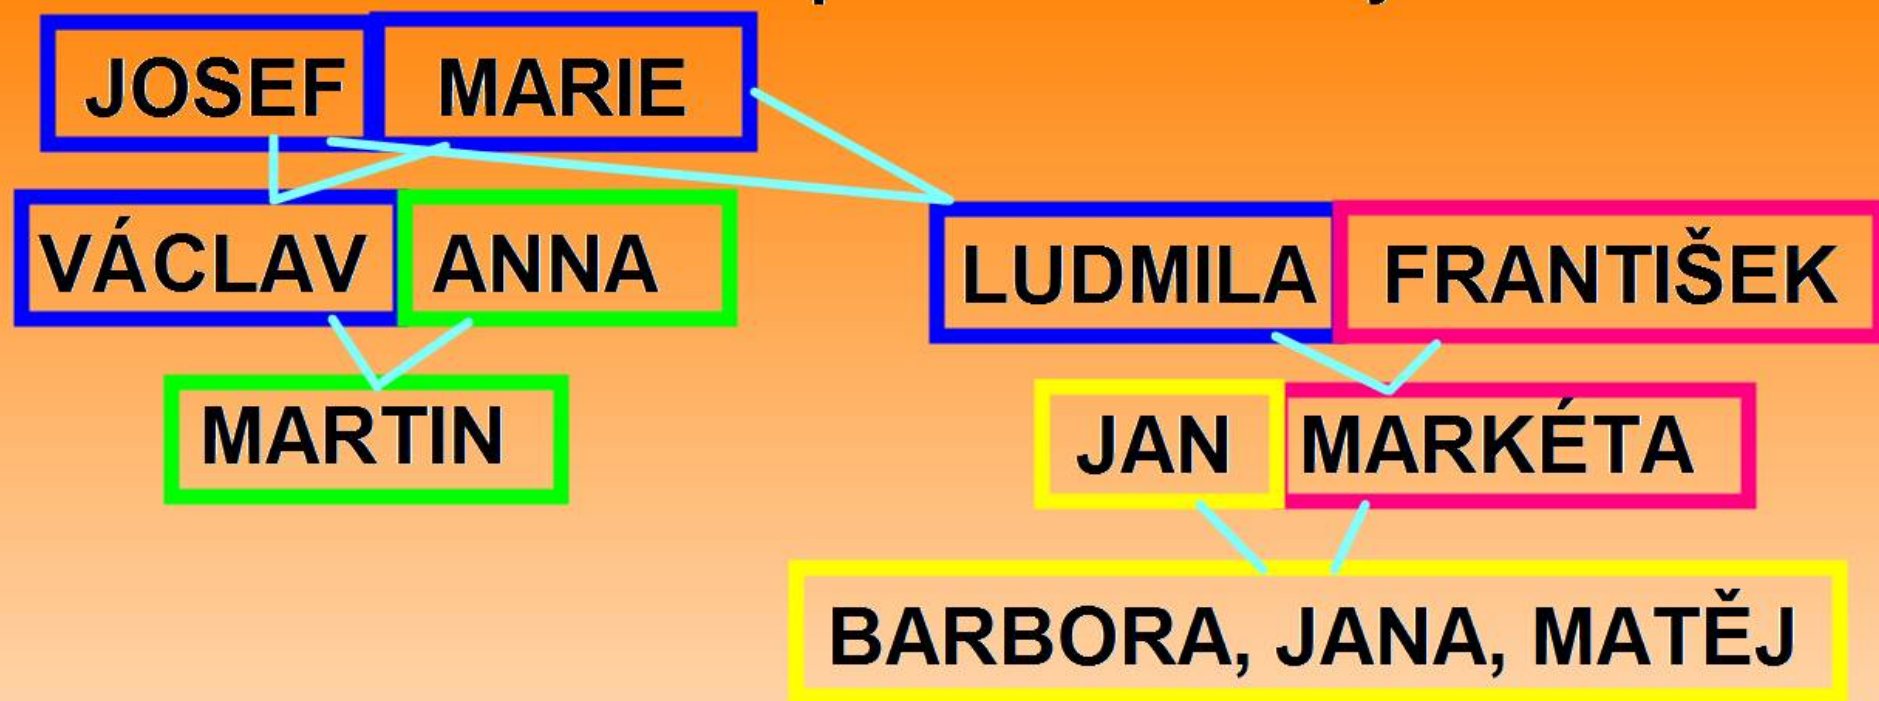 JOSEF MARIE
VÁCLAV ANNA LUDMILA FRANTIŠEK
MARTIN JAN MARKÉTA
BARBORA, JANA, MATĚJ